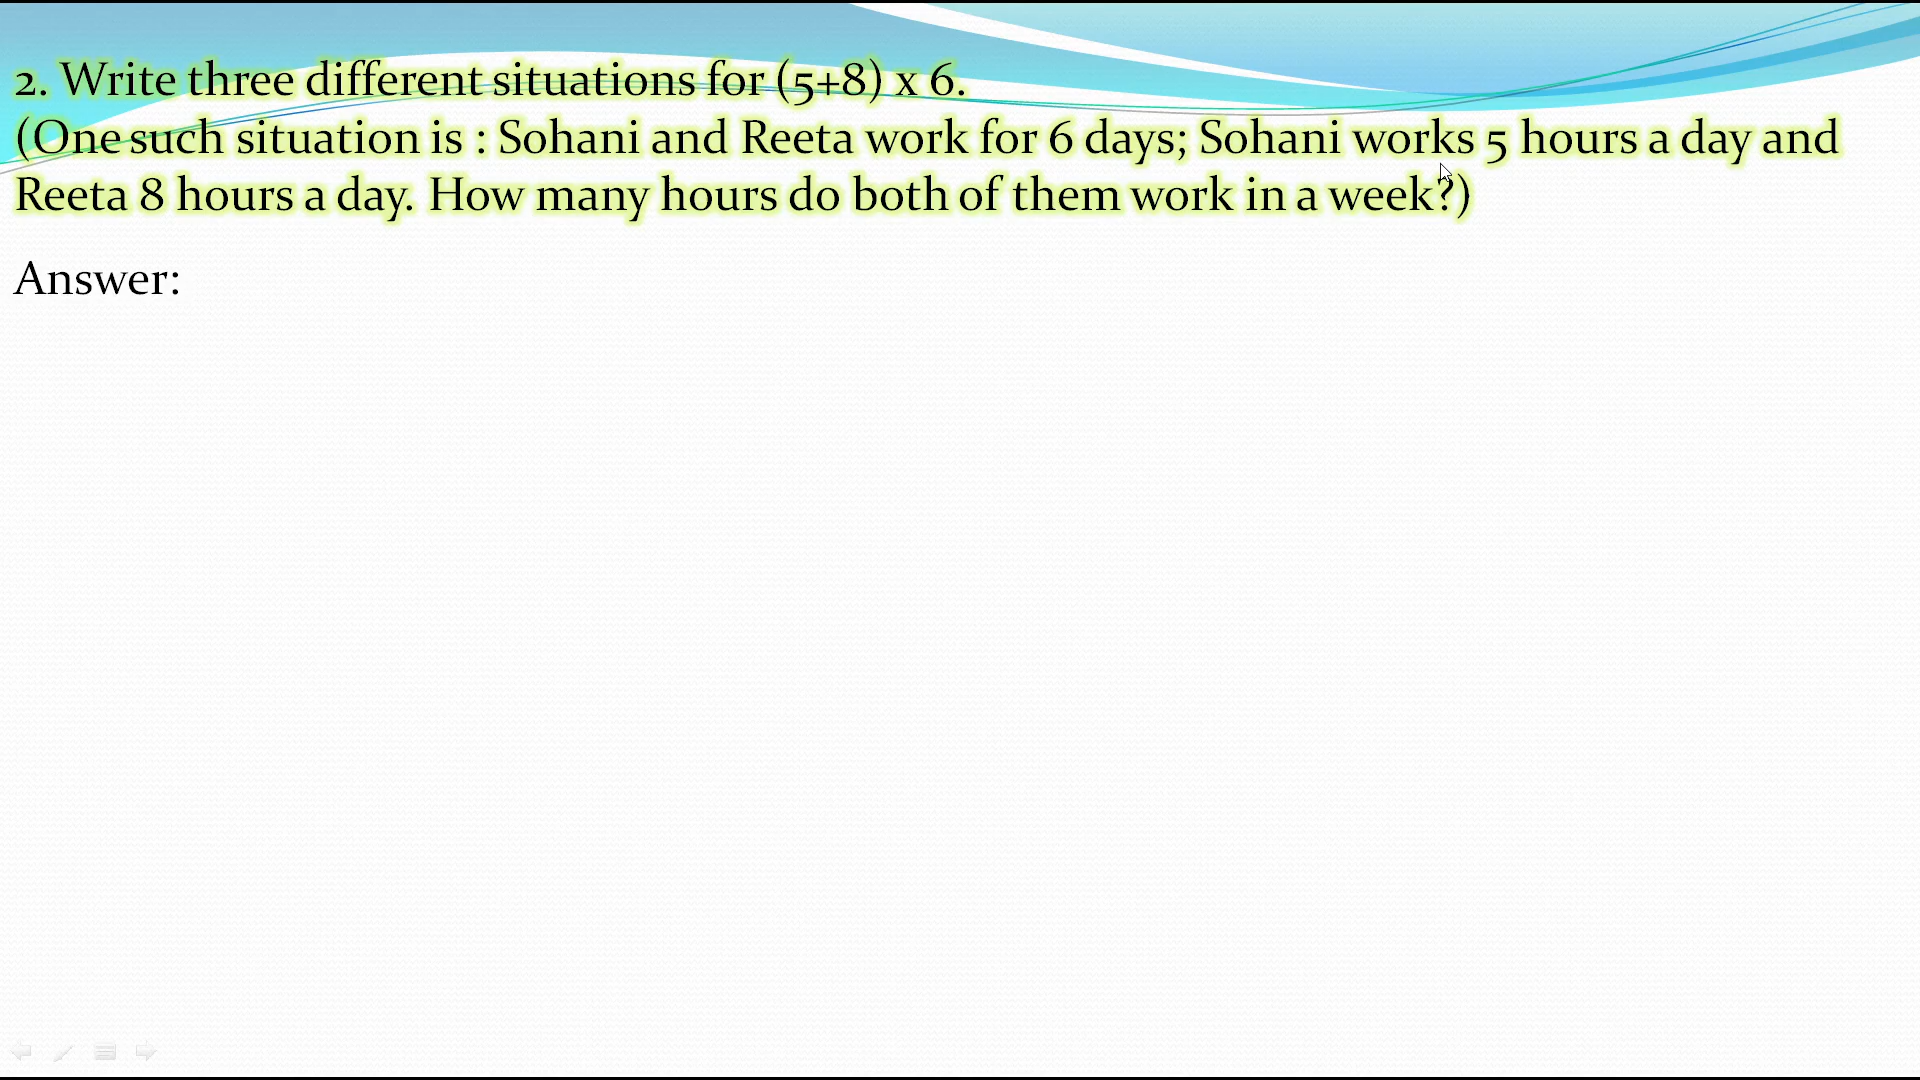 2. Write three different situations for (5+8) x 6.
(One such situation is : Sohani and Reeta work for 6 days; Sohani works 5 hours a day and
Reeta 8 hours a day. How many hours do both of them work in a week?)
Answer: